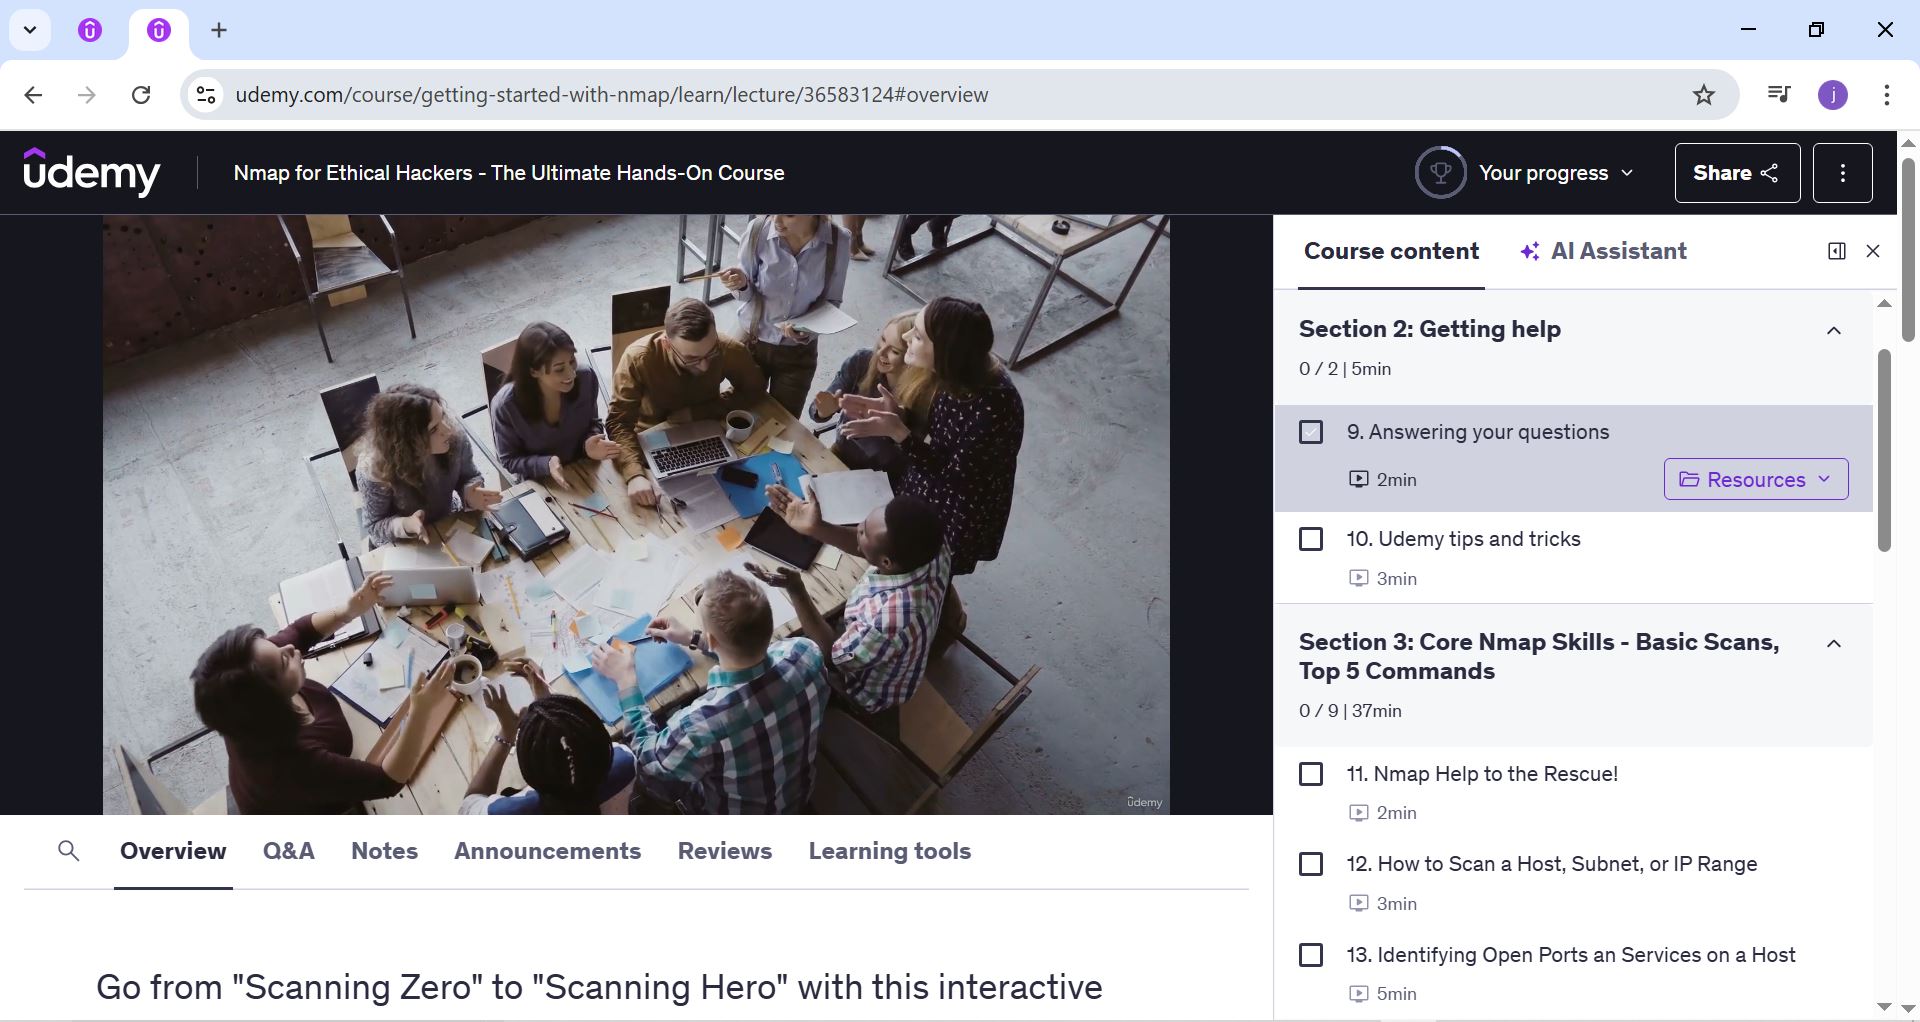 udemy.com/course/getting-started-with-nmap/learn/lecture/36583124#overview
j
udemy
Nmap for Ethical Hackers - The Ultimate Hands-On Course
Your progress
Share
Course content
AI Assistant
Section 2: Getting help
0 / 2 | 5min
9. Answering your questions
2min
Resources
10. Udemy tips and tricks
3min
Section 3: Core Nmap Skills - Basic Scans,
Top 5 Commands
0 / 9 | 37min
11. Nmap Help to the Rescue!
2min
12. How to Scan a Host, Subnet, or IP Range
3min
13. Identifying Open Ports an Services on a Host
5min
udemy
Overview
Q&A
Notes
Announcements
Reviews
Learning tools
Go from "Scanning Zero" to "Scanning Hero" with this interactive